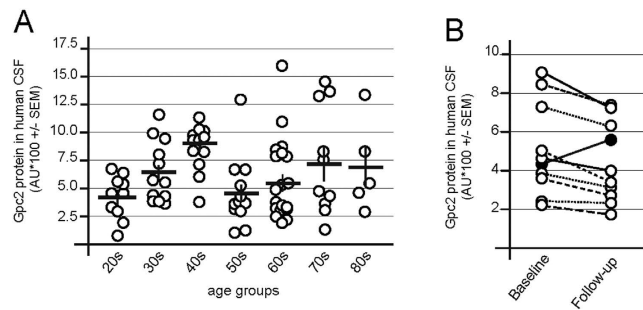 A
Gpc2 protein in human CSF
(AU*100 +/- SEM)
17.5
15.0
12.5
10.0
7.5
5.0
2.5
20s 30s 40s 50s 60s 70s 80s
age groups
B
Gpc2 protein in human CSF
(AU*100 +/- SEM)
10
8
6
4
2
Baseline Follow-up